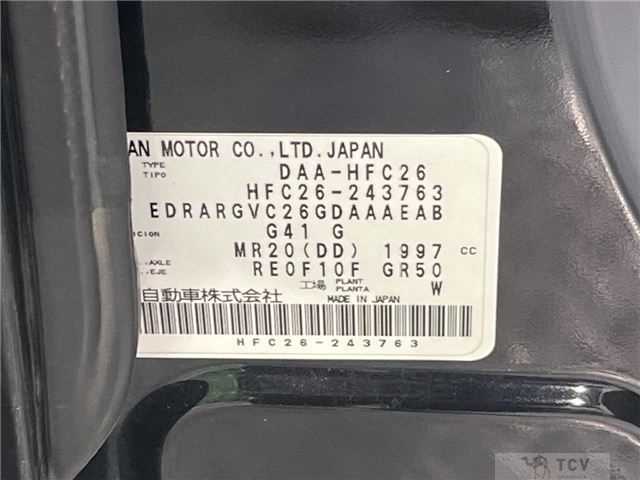 AN MOTOR CO.,LTD.JAPAN
TYPE
TIPO DAA-HFC26
HFC26-243763
EDRARGVC26GDAAAEAB
ICION G41 G
MR20(DD) 1997 CC
.AXLE
.EJE RE0F10F GR50
工場 PLANT
PLANTA W
自動車株式会社 MADE IN JAPAN
HFC26-243763
TCV